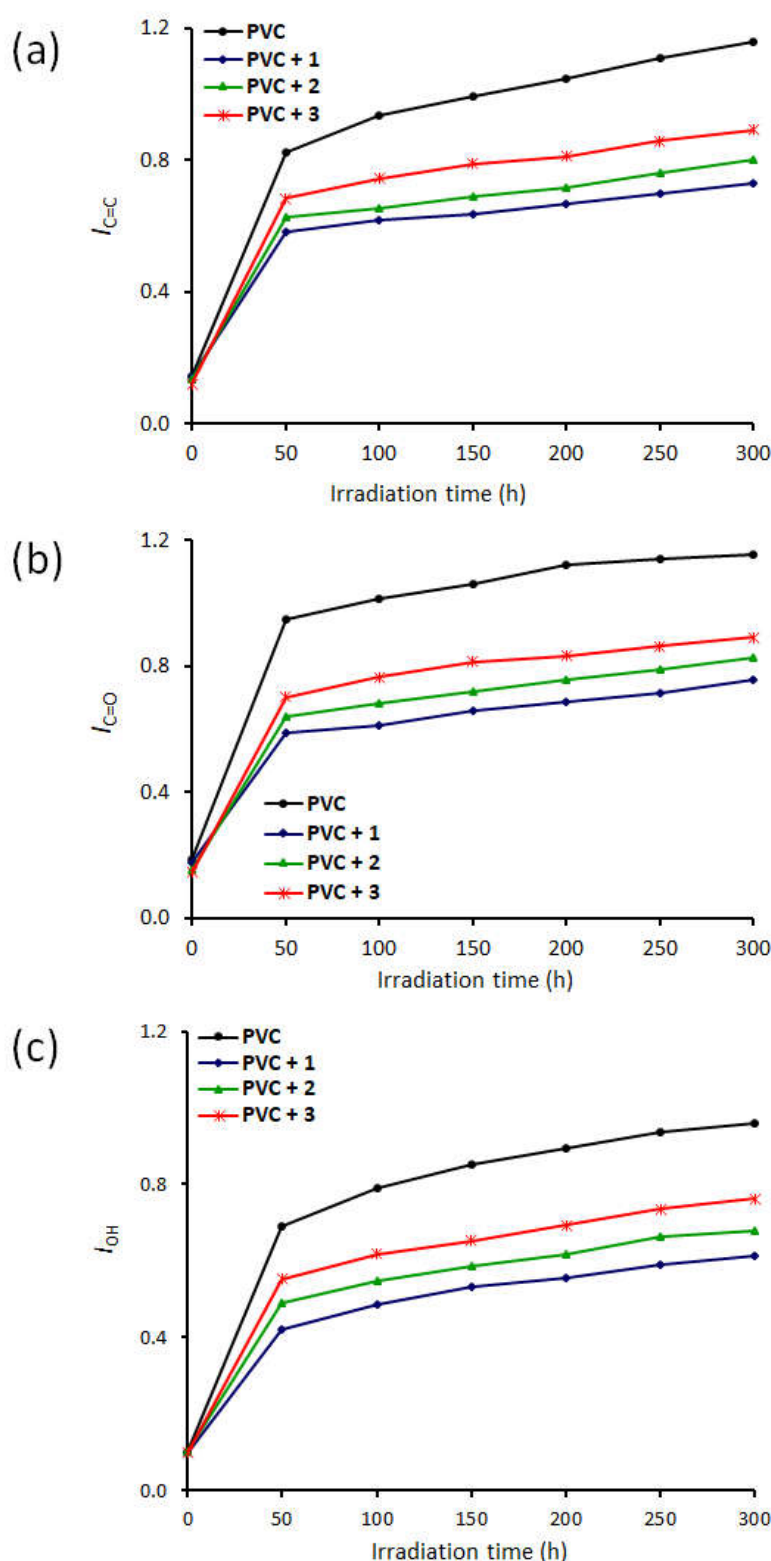 (a)
1.2
0.8
0.4
0.0
I C=C
PVC
PVC + 1
PVC + 2
PVC + 3
0 50 100 150 200 250 300
Irradiation time (h)
(b)
1.2
0.8
0.4
0.0
I C=O
PVC
PVC + 1
PVC + 2
PVC + 3
0 50 100 150 200 250 300
Irradiation time (h)
(c)
1.2
0.8
0.4
0.0
I OH
PVC
PVC + 1
PVC + 2
PVC + 3
0 50 100 150 200 250 300
Irradiation time (h)